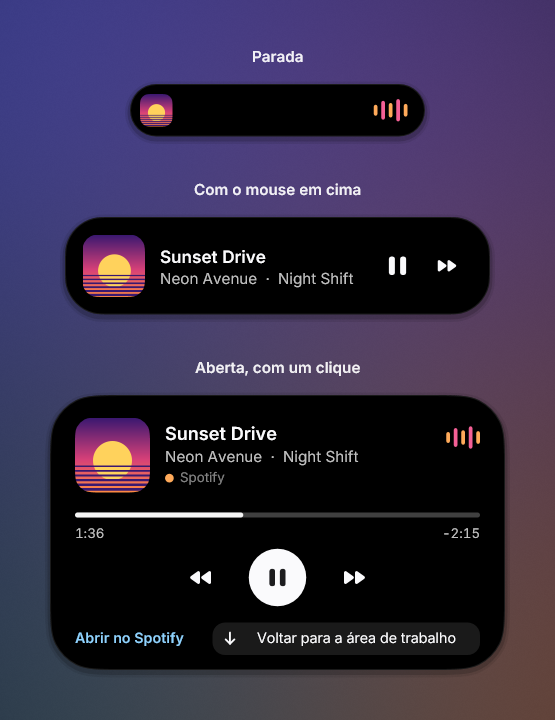 Parada
Com o mouse em cima
Sunset Drive
Neon Avenue · Night Shift
Aberta, com um clique
Sunset Drive
Neon Avenue · Night Shift
Spotify
1:36
-2:15
Abrir no Spotify
Voltar para a área de trabalho